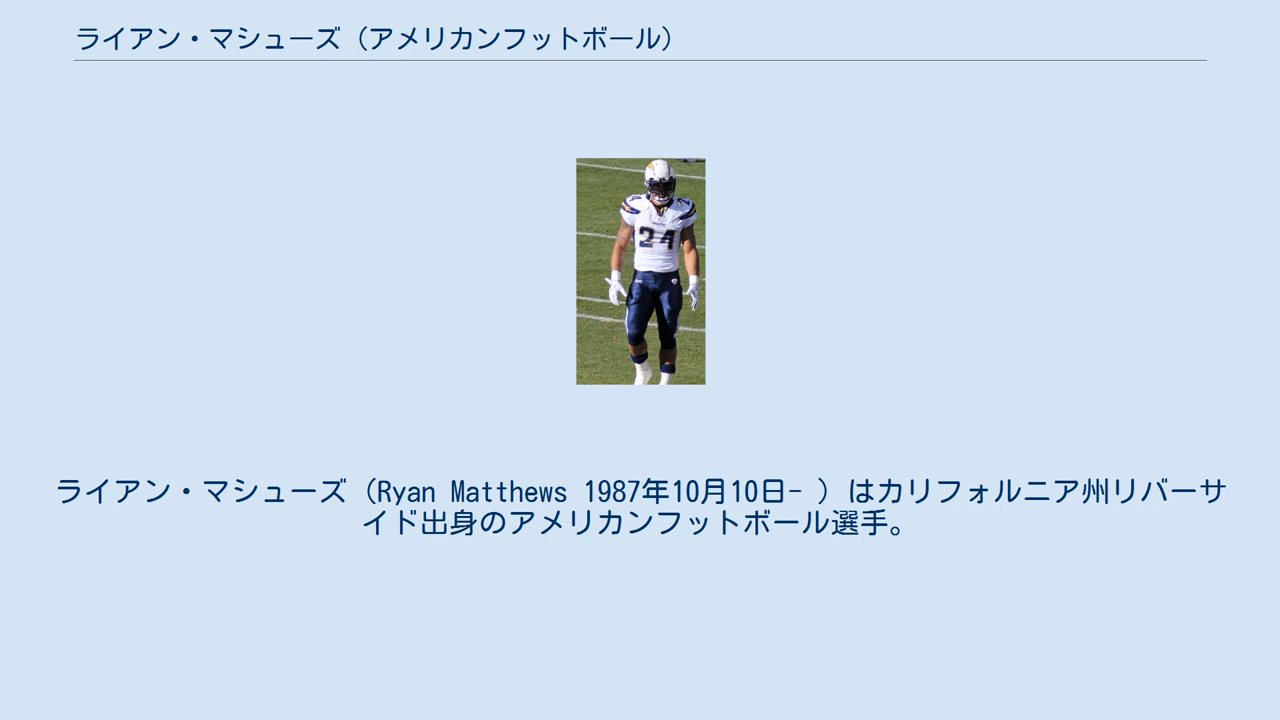 ライアン・マシューズ（アメリカンフットボール）
24
ライアン・マシューズ（Ryan Matthews 1987年10月10日- ）はカリフォルニア州リバーサ
イド出身のアメリカンフットボール選手。